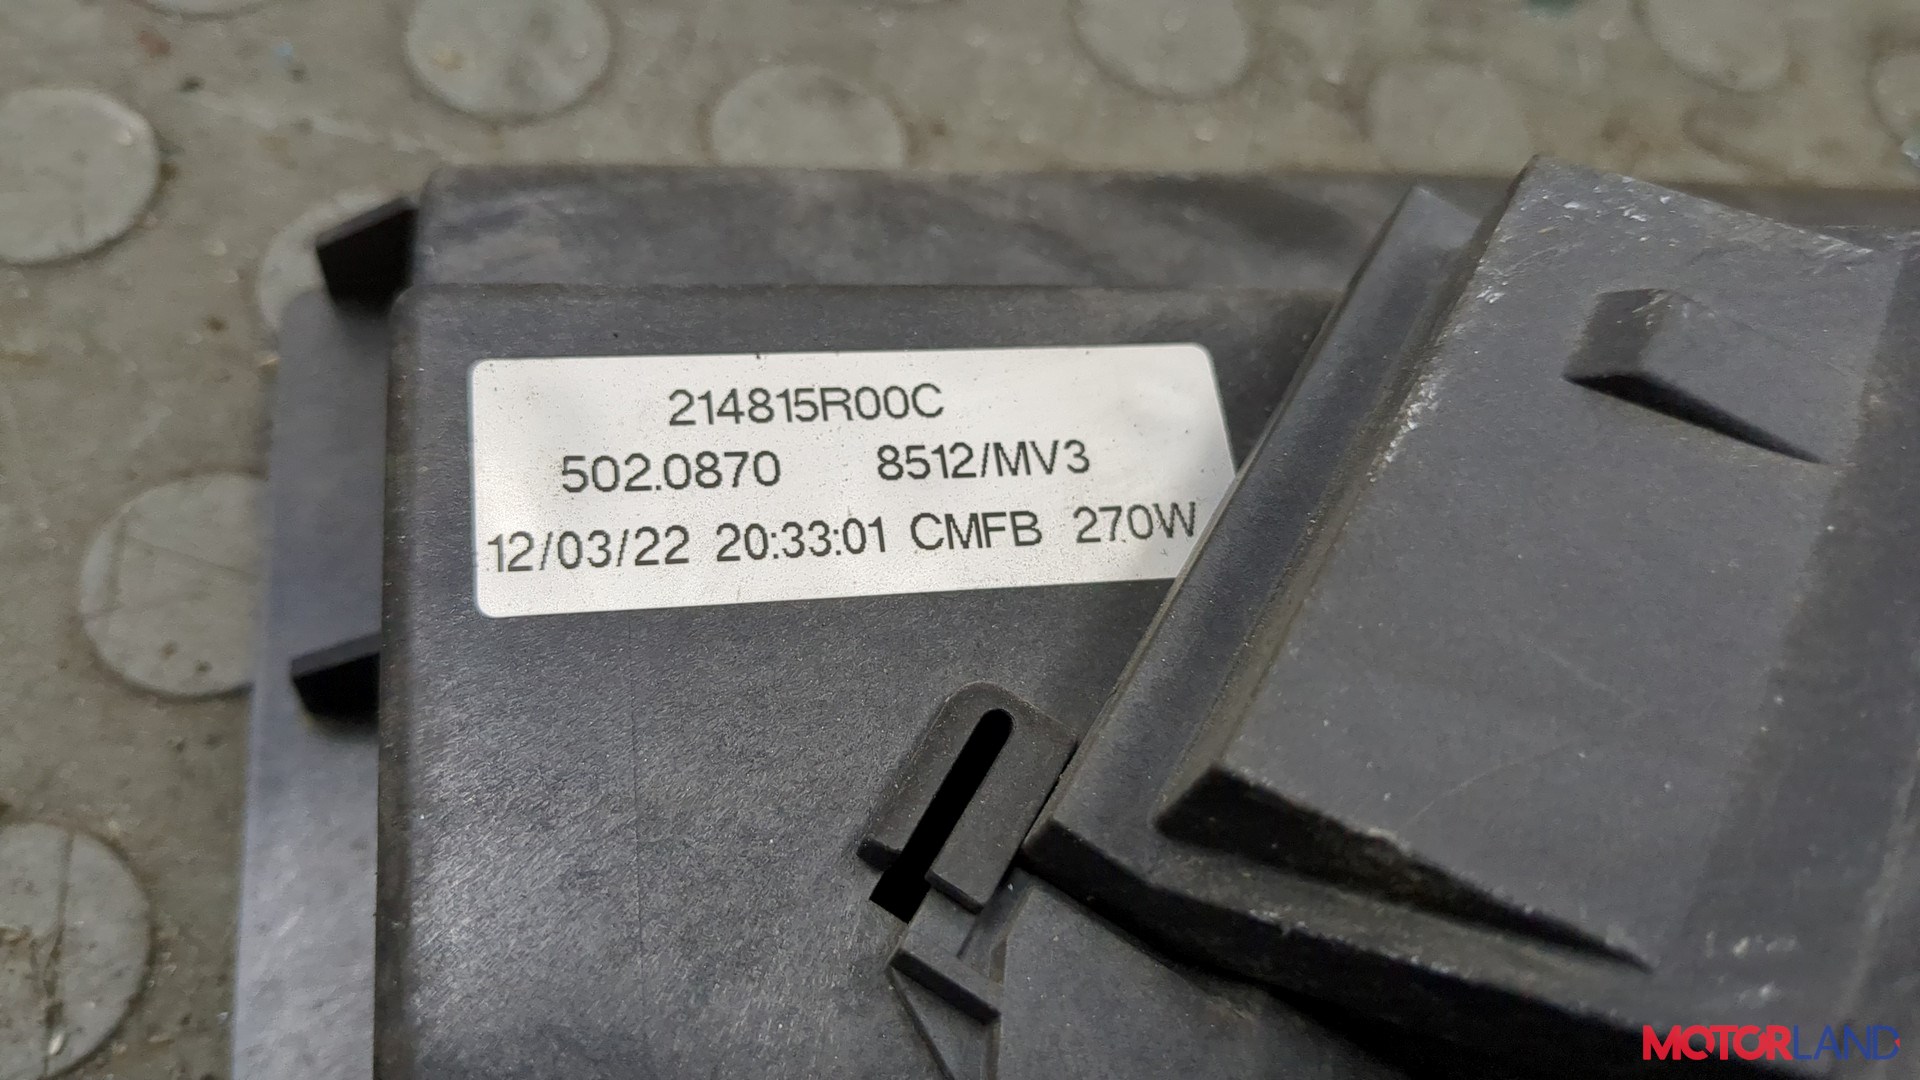 214815R00C
502.0870 8512/MV3
12/03/22 20:33:01 CMFB 270W
MOTORLAND